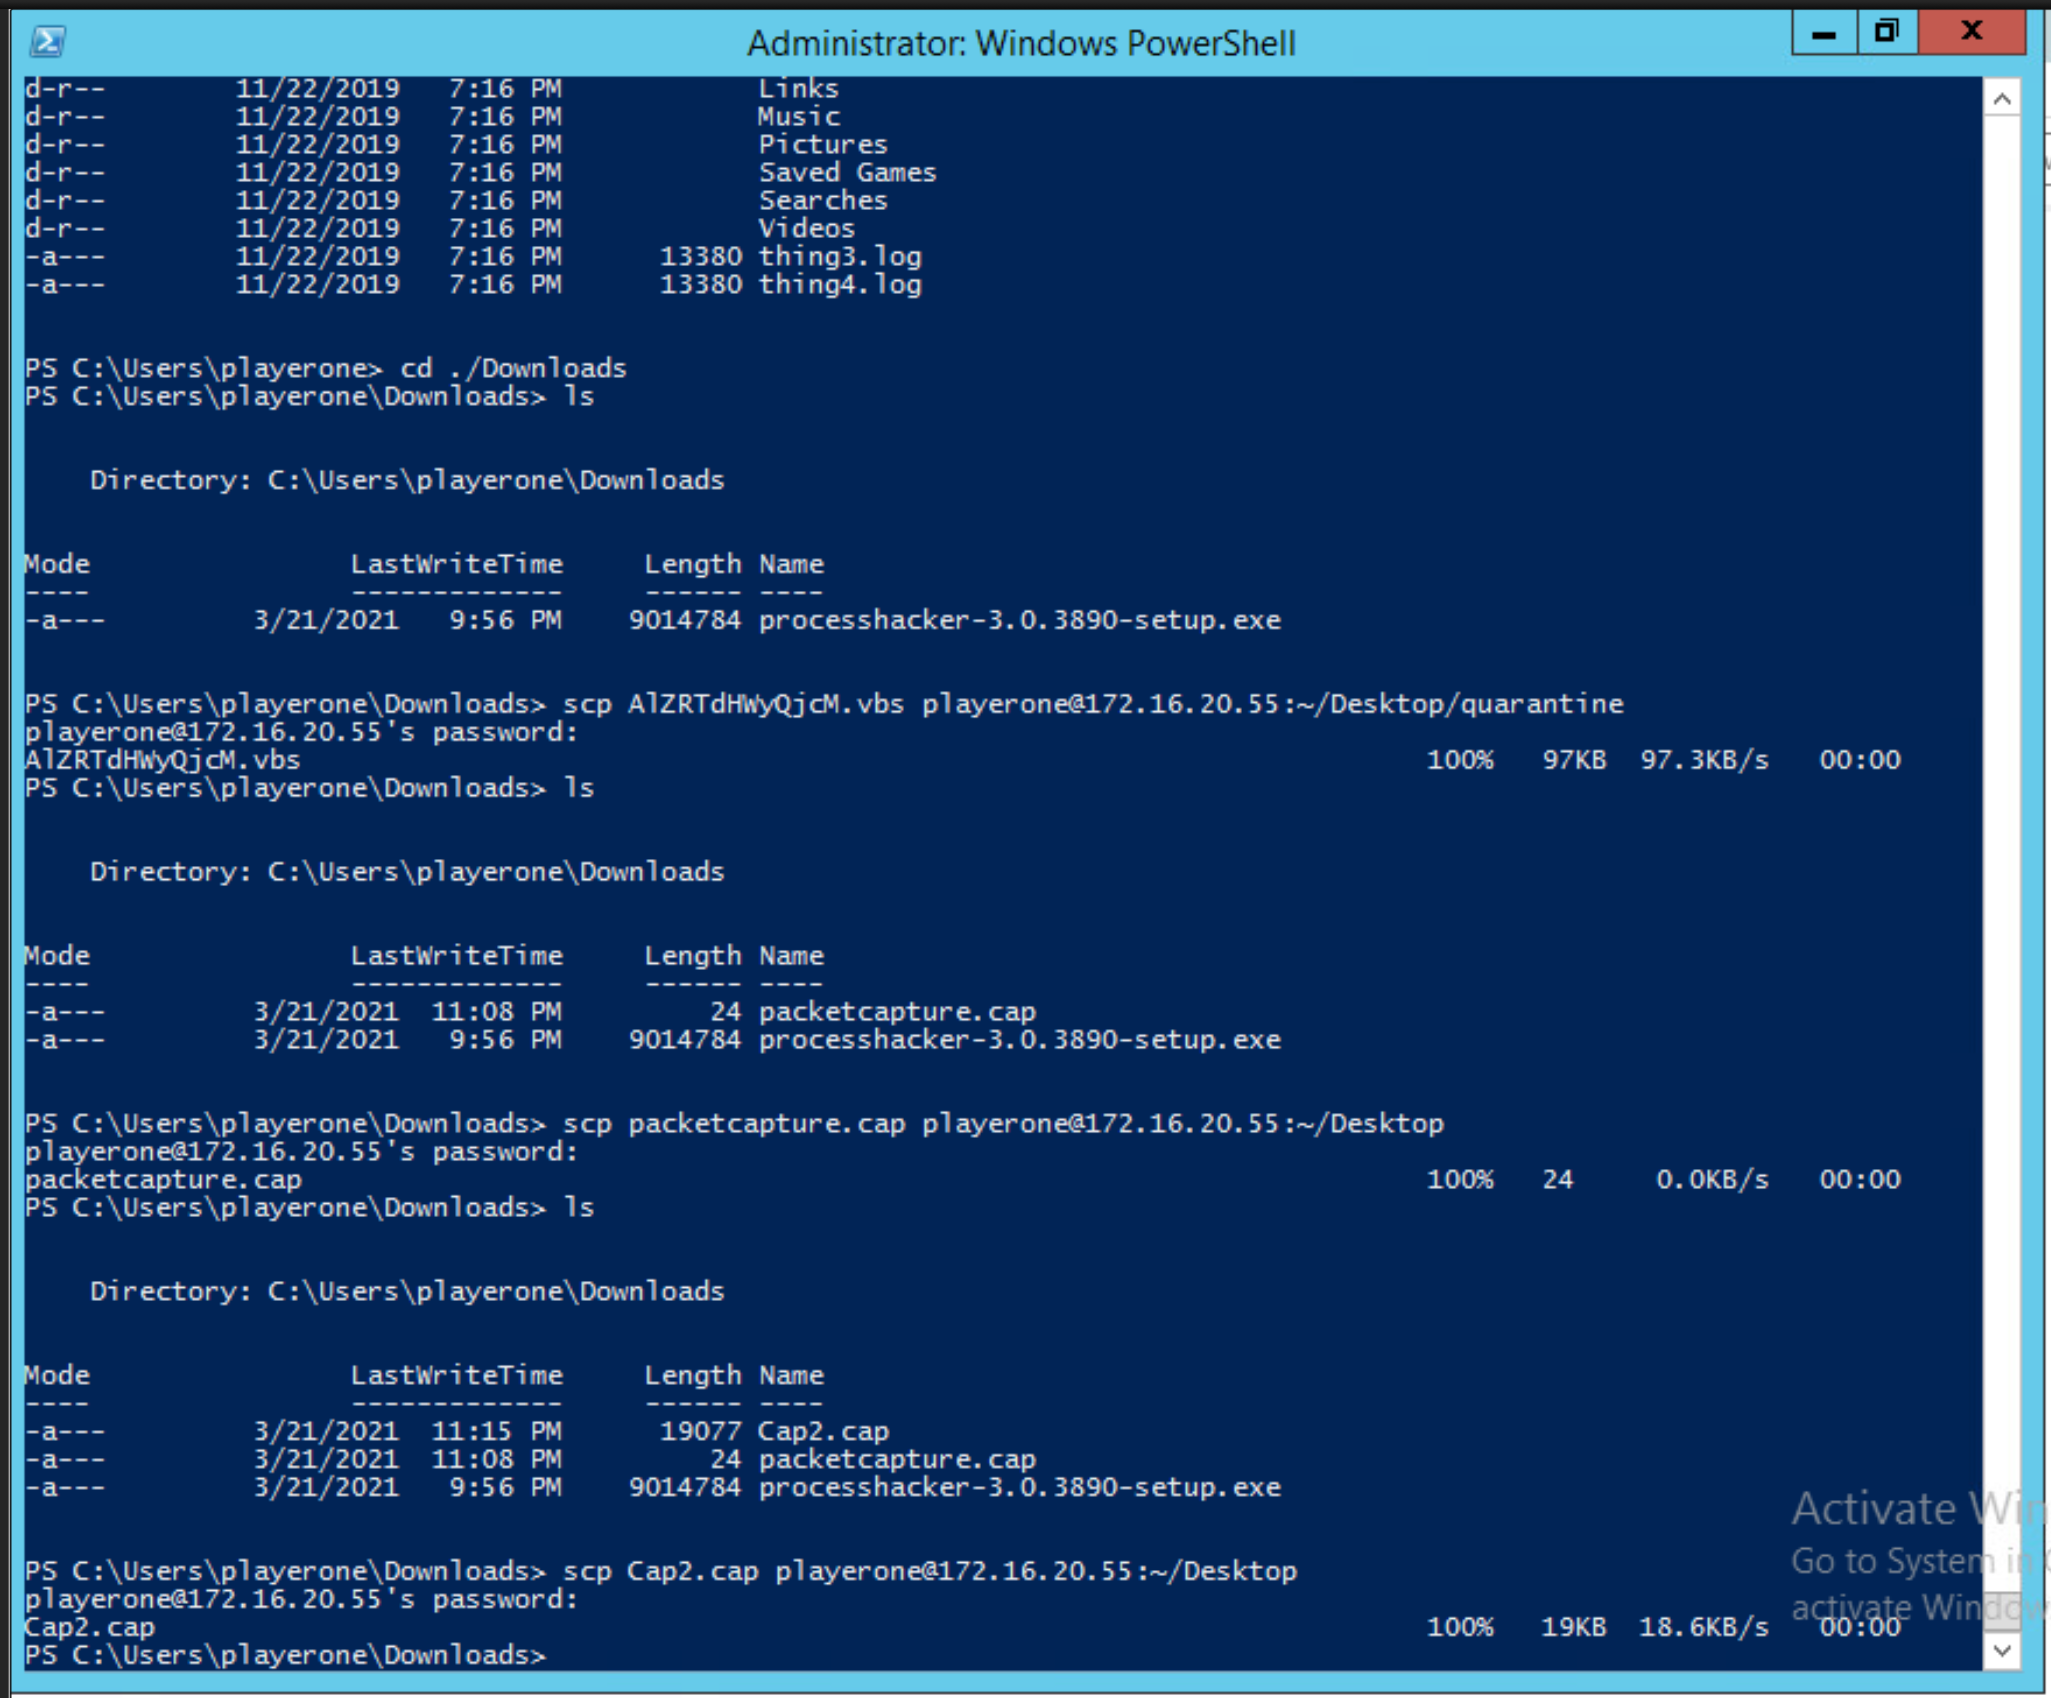 Administrator: Windows PowerShell
d-r-- 11/22/2019 7:16 PM Links
d-r-- 11/22/2019 7:16 PM Music
d-r-- 11/22/2019 7:16 PM Pictures
d-r-- 11/22/2019 7:16 PM Saved Games
d-r-- 11/22/2019 7:16 PM Searches
d-r-- 11/22/2019 7:16 PM Videos
-a--- 11/22/2019 7:16 PM 13380 thing3.log
-a--- 11/22/2019 7:16 PM 13380 thing4.log
PS C:\Users\playerone> cd ./Downloads
PS C:\Users\playerone\Downloads> ls
Directory: C:\Users\playerone\Downloads
Mode LastWriteTime Length Name
---- ------------- ------ ----
-a--- 3/21/2021 9:56 PM 9014784 processhacker-3.0.3890-setup.exe
PS C:\Users\playerone\Downloads> scp AlZRTdHWyQjcM.vbs playerone@172.16.20.55:~/Desktop/quarantine
playerone@172.16.20.55's password:
AlZRTdHWyQjcM.vbs 100% 97KB 97.3KB/s 00:00
PS C:\Users\playerone\Downloads> ls
Directory: C:\Users\playerone\Downloads
Mode LastWriteTime Length Name
---- ------------- ------ ----
-a--- 3/21/2021 11:08 PM 24 packetcapture.cap
-a--- 3/21/2021 9:56 PM 9014784 processhacker-3.0.3890-setup.exe
PS C:\Users\playerone\Downloads> scp packetcapture.cap playerone@172.16.20.55:~/Desktop
playerone@172.16.20.55's password:
packetcapture.cap 100% 24 0.0KB/s 00:00
PS C:\Users\playerone\Downloads> ls
Directory: C:\Users\playerone\Downloads
Mode LastWriteTime Length Name
---- ------------- ------ ----
-a--- 3/21/2021 11:15 PM 19077 Cap2.cap
-a--- 3/21/2021 11:08 PM 24 packetcapture.cap
-a--- 3/21/2021 9:56 PM 9014784 processhacker-3.0.3890-setup.exe
PS C:\Users\playerone\Downloads> scp Cap2.cap playerone@172.16.20.55:~/Desktop
playerone@172.16.20.55's password:
Cap2.cap 100% 19KB 18.6KB/s 00:00
PS C:\Users\playerone\Downloads>
Activate Win
Go to System in
activate Window